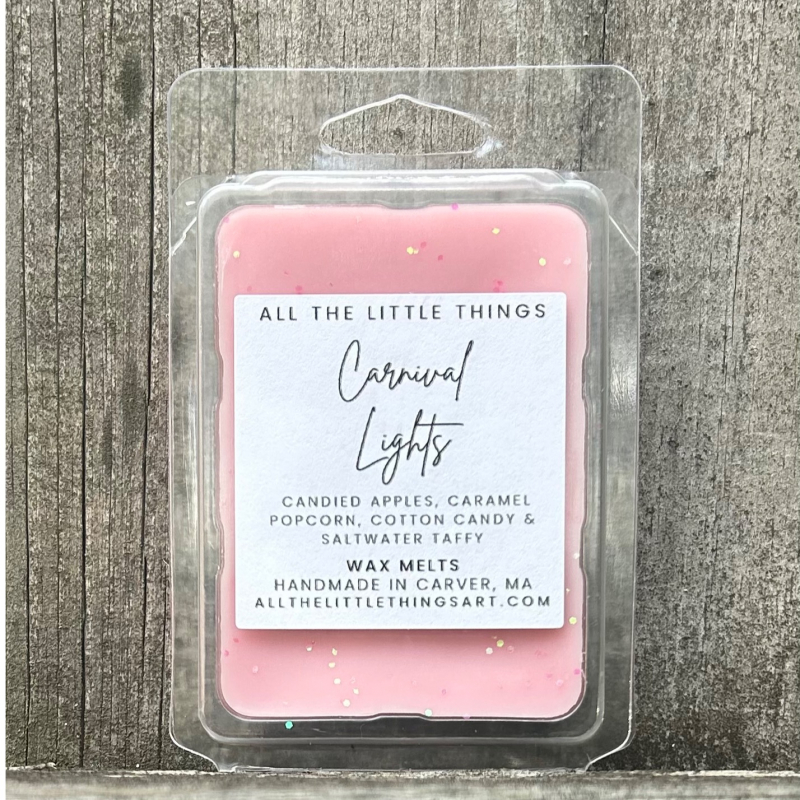 ALL THE LITTLE THINGS
Carnival
Lights
CANDIED APPLES, CARAMEL
POPCORN, COTTON CANDY &
SALTWATER TAFFY
WAX MELTS
HANDMADE IN CARVER, MA
ALLTHELITTLETHINGSART.COM